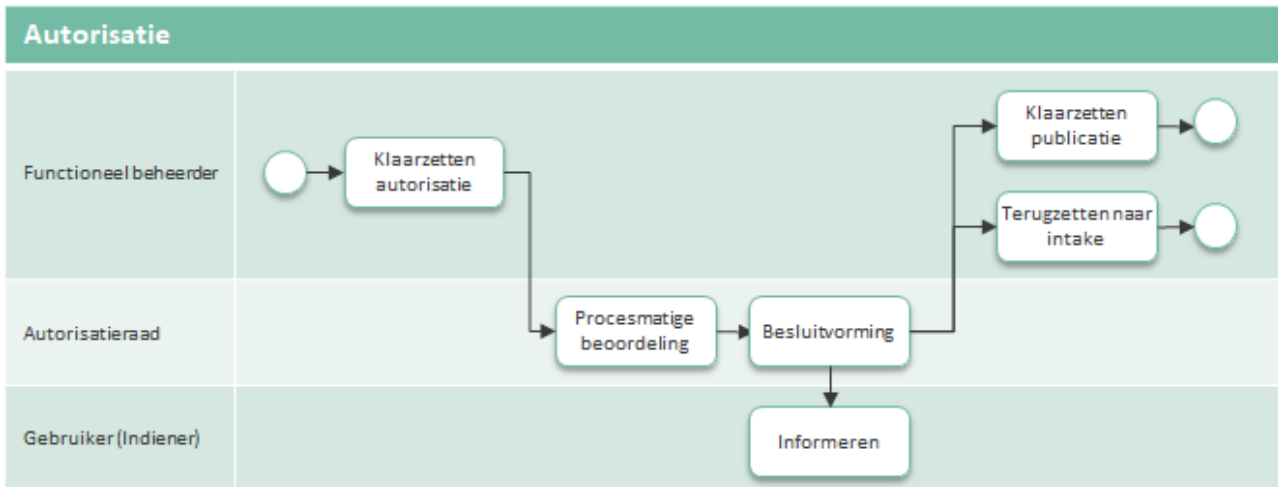 Autorisatie
Functioneel beheerder
Klaarzetten
autorisatie
Klaarzetten
publicatie
Terugzetten naar
intake
Autorisatieraad
Procesmatige
beoordeling
Besluitvorming
Gebruiker (Indiener)
Informeren